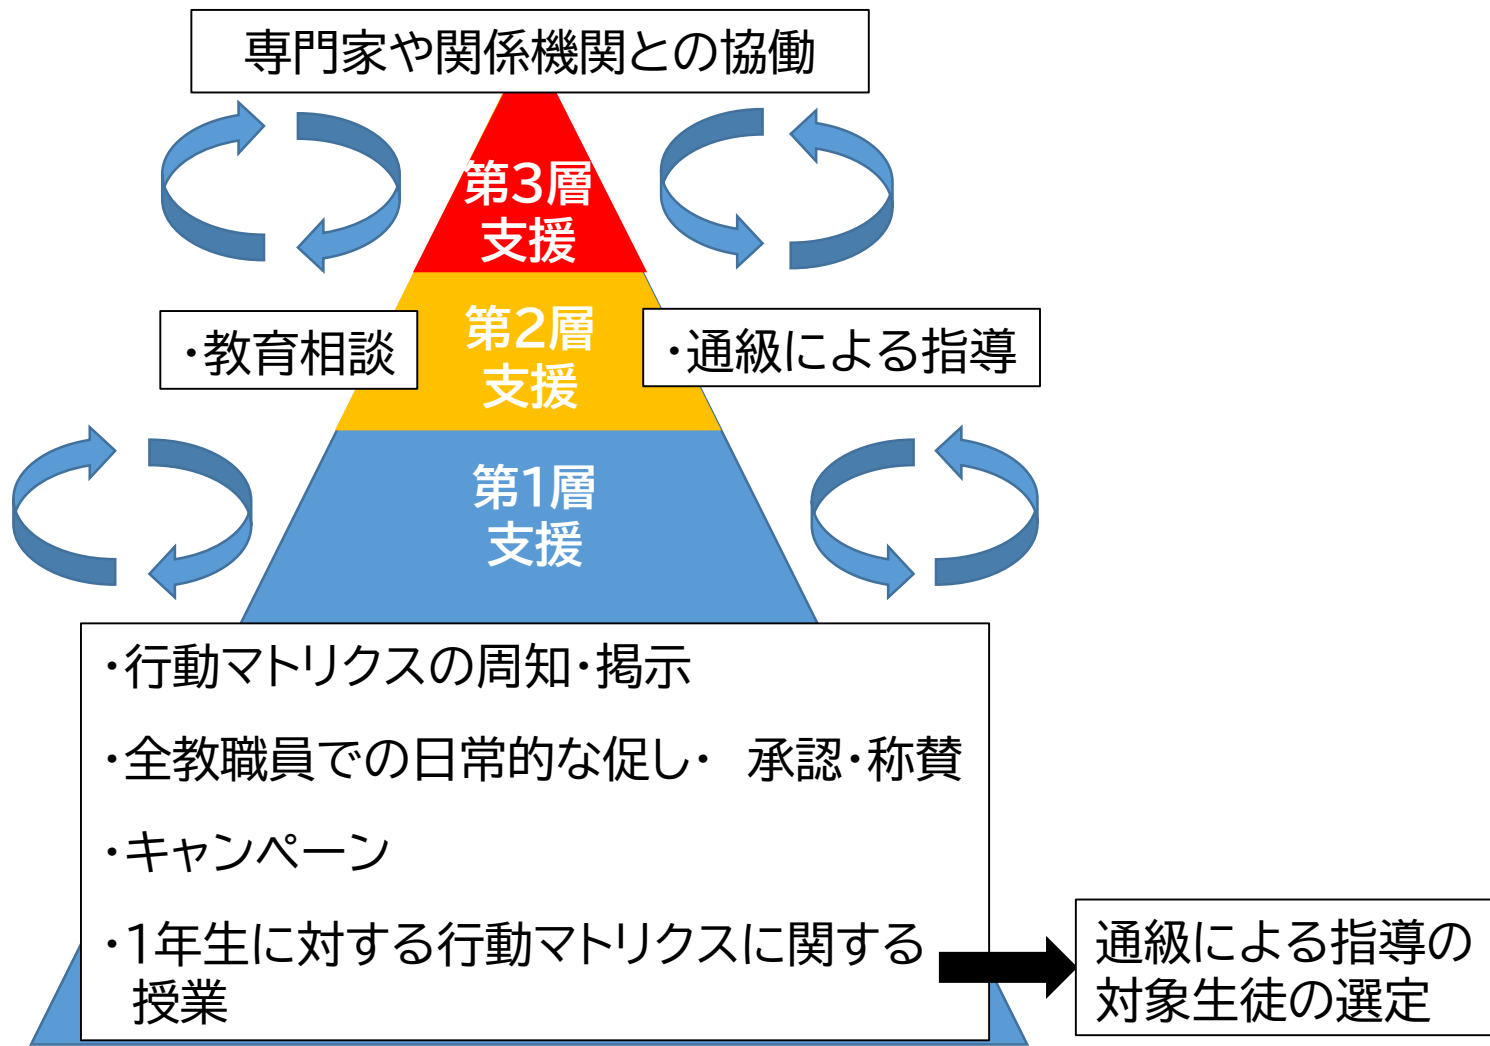 専門家や関係機関との協働
第3層
支援
・教育相談
第2層
支援
・通級による指導
第1層
支援
・行動マトリクスの周知・掲示
・全教職員での日常的な促し・　承認・称賛
・キャンペーン
・1年生に対する行動マトリクスに関する
授業
通級による指導の
対象生徒の選定